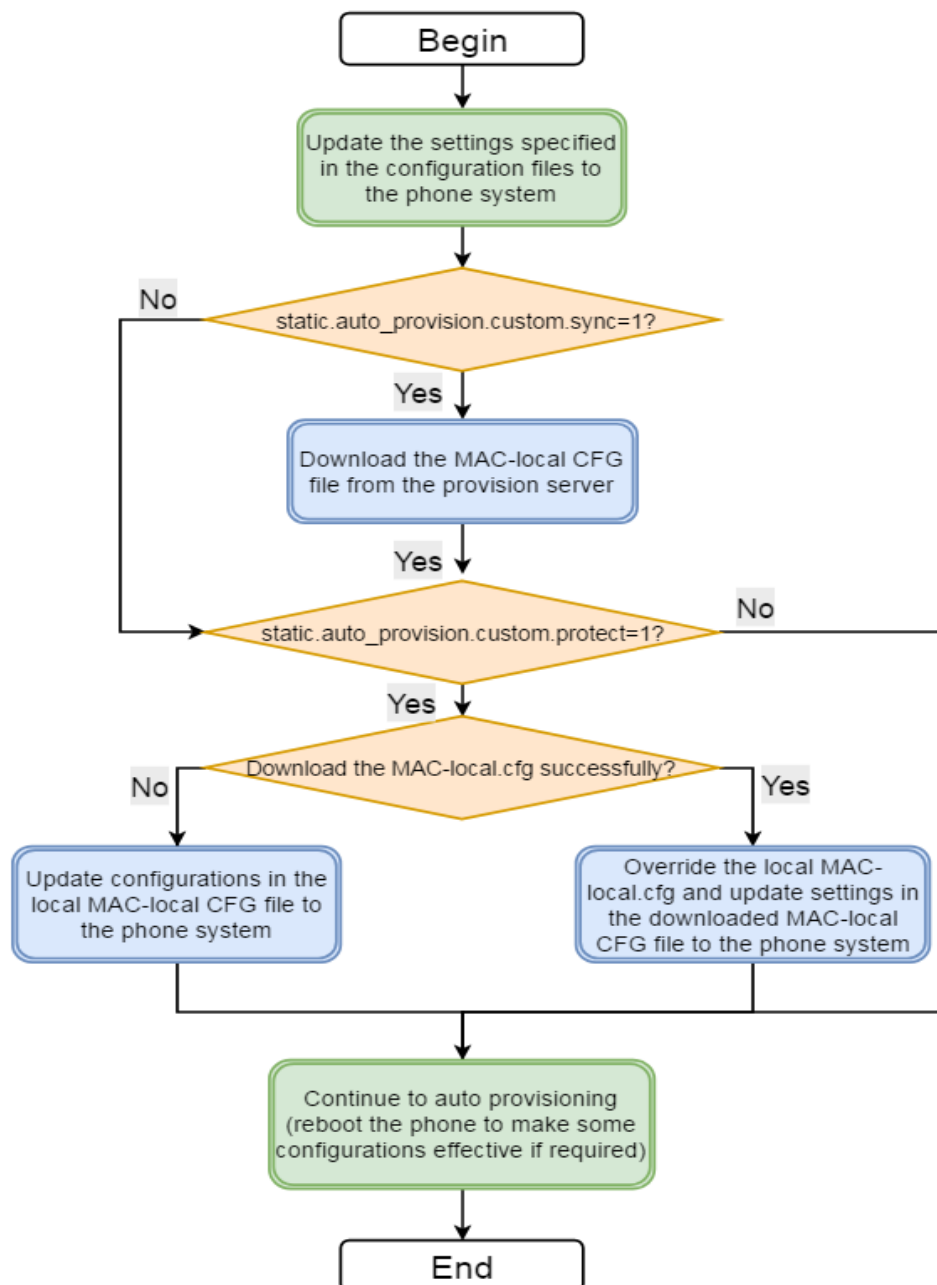 Begin
Update the settings specified
in the configuration files to
the phone system
No
static.auto_provision.custom.sync=1?
Yes
Download the MAC-local CFG
file from the provision server
Yes
No
static.auto_provision.custom.protect=1?
Yes
Download the MAC-local.cfg successfully?
No
Yes
Update configurations in the
local MAC-local CFG file to
the phone system
Override the local MAC-
local.cfg and update settings in
the downloaded MAC-local
CFG file to the phone system
Continue to auto provisioning
(reboot the phone to make some
configurations effective if required)
End